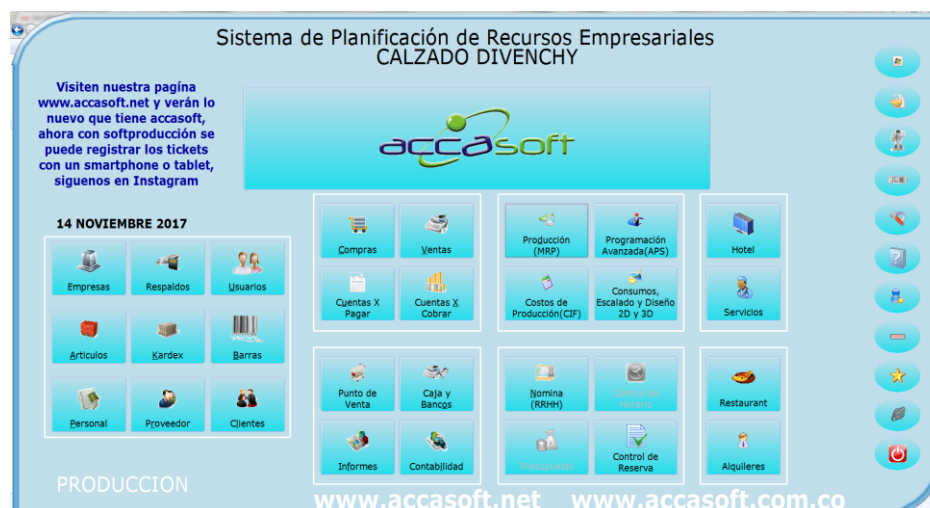 Sistema de Planificación de Recursos Empresariales
CALZADO DIVENCHY
Visiten nuestra pagína
www.accasoft.net y verán lo
nuevo que tiene accasoft,
ahora con softproducción se
puede registrar los tickets
con un smartphone o tablet,
siguenos en Instagram
accasoft
14 NOVIEMBRE 2017
Empresas
Respaldos
Usuarios
Articulos
Kardex
Barras
Personal
Proveedor
Clientes
Compras
Ventas
Cuentas X
Pagar
Cuentas X
Cobrar
Producción
(MRP)
Programación
Avanzada(APS)
Costos de
Producción(CIF)
Consumos,
Escalado y Diseño
2D y 3D
Hotel
Servicios
Punto de
Venta
Caja y
Bancos
Informes
Contabilidad
Nomina
(RRHH)
Control de
Horario
Presupuesto
Control de
Reserva
Restaurant
Alquileres
PRODUCCION
www.accasoft.net www.accasoft.com.co